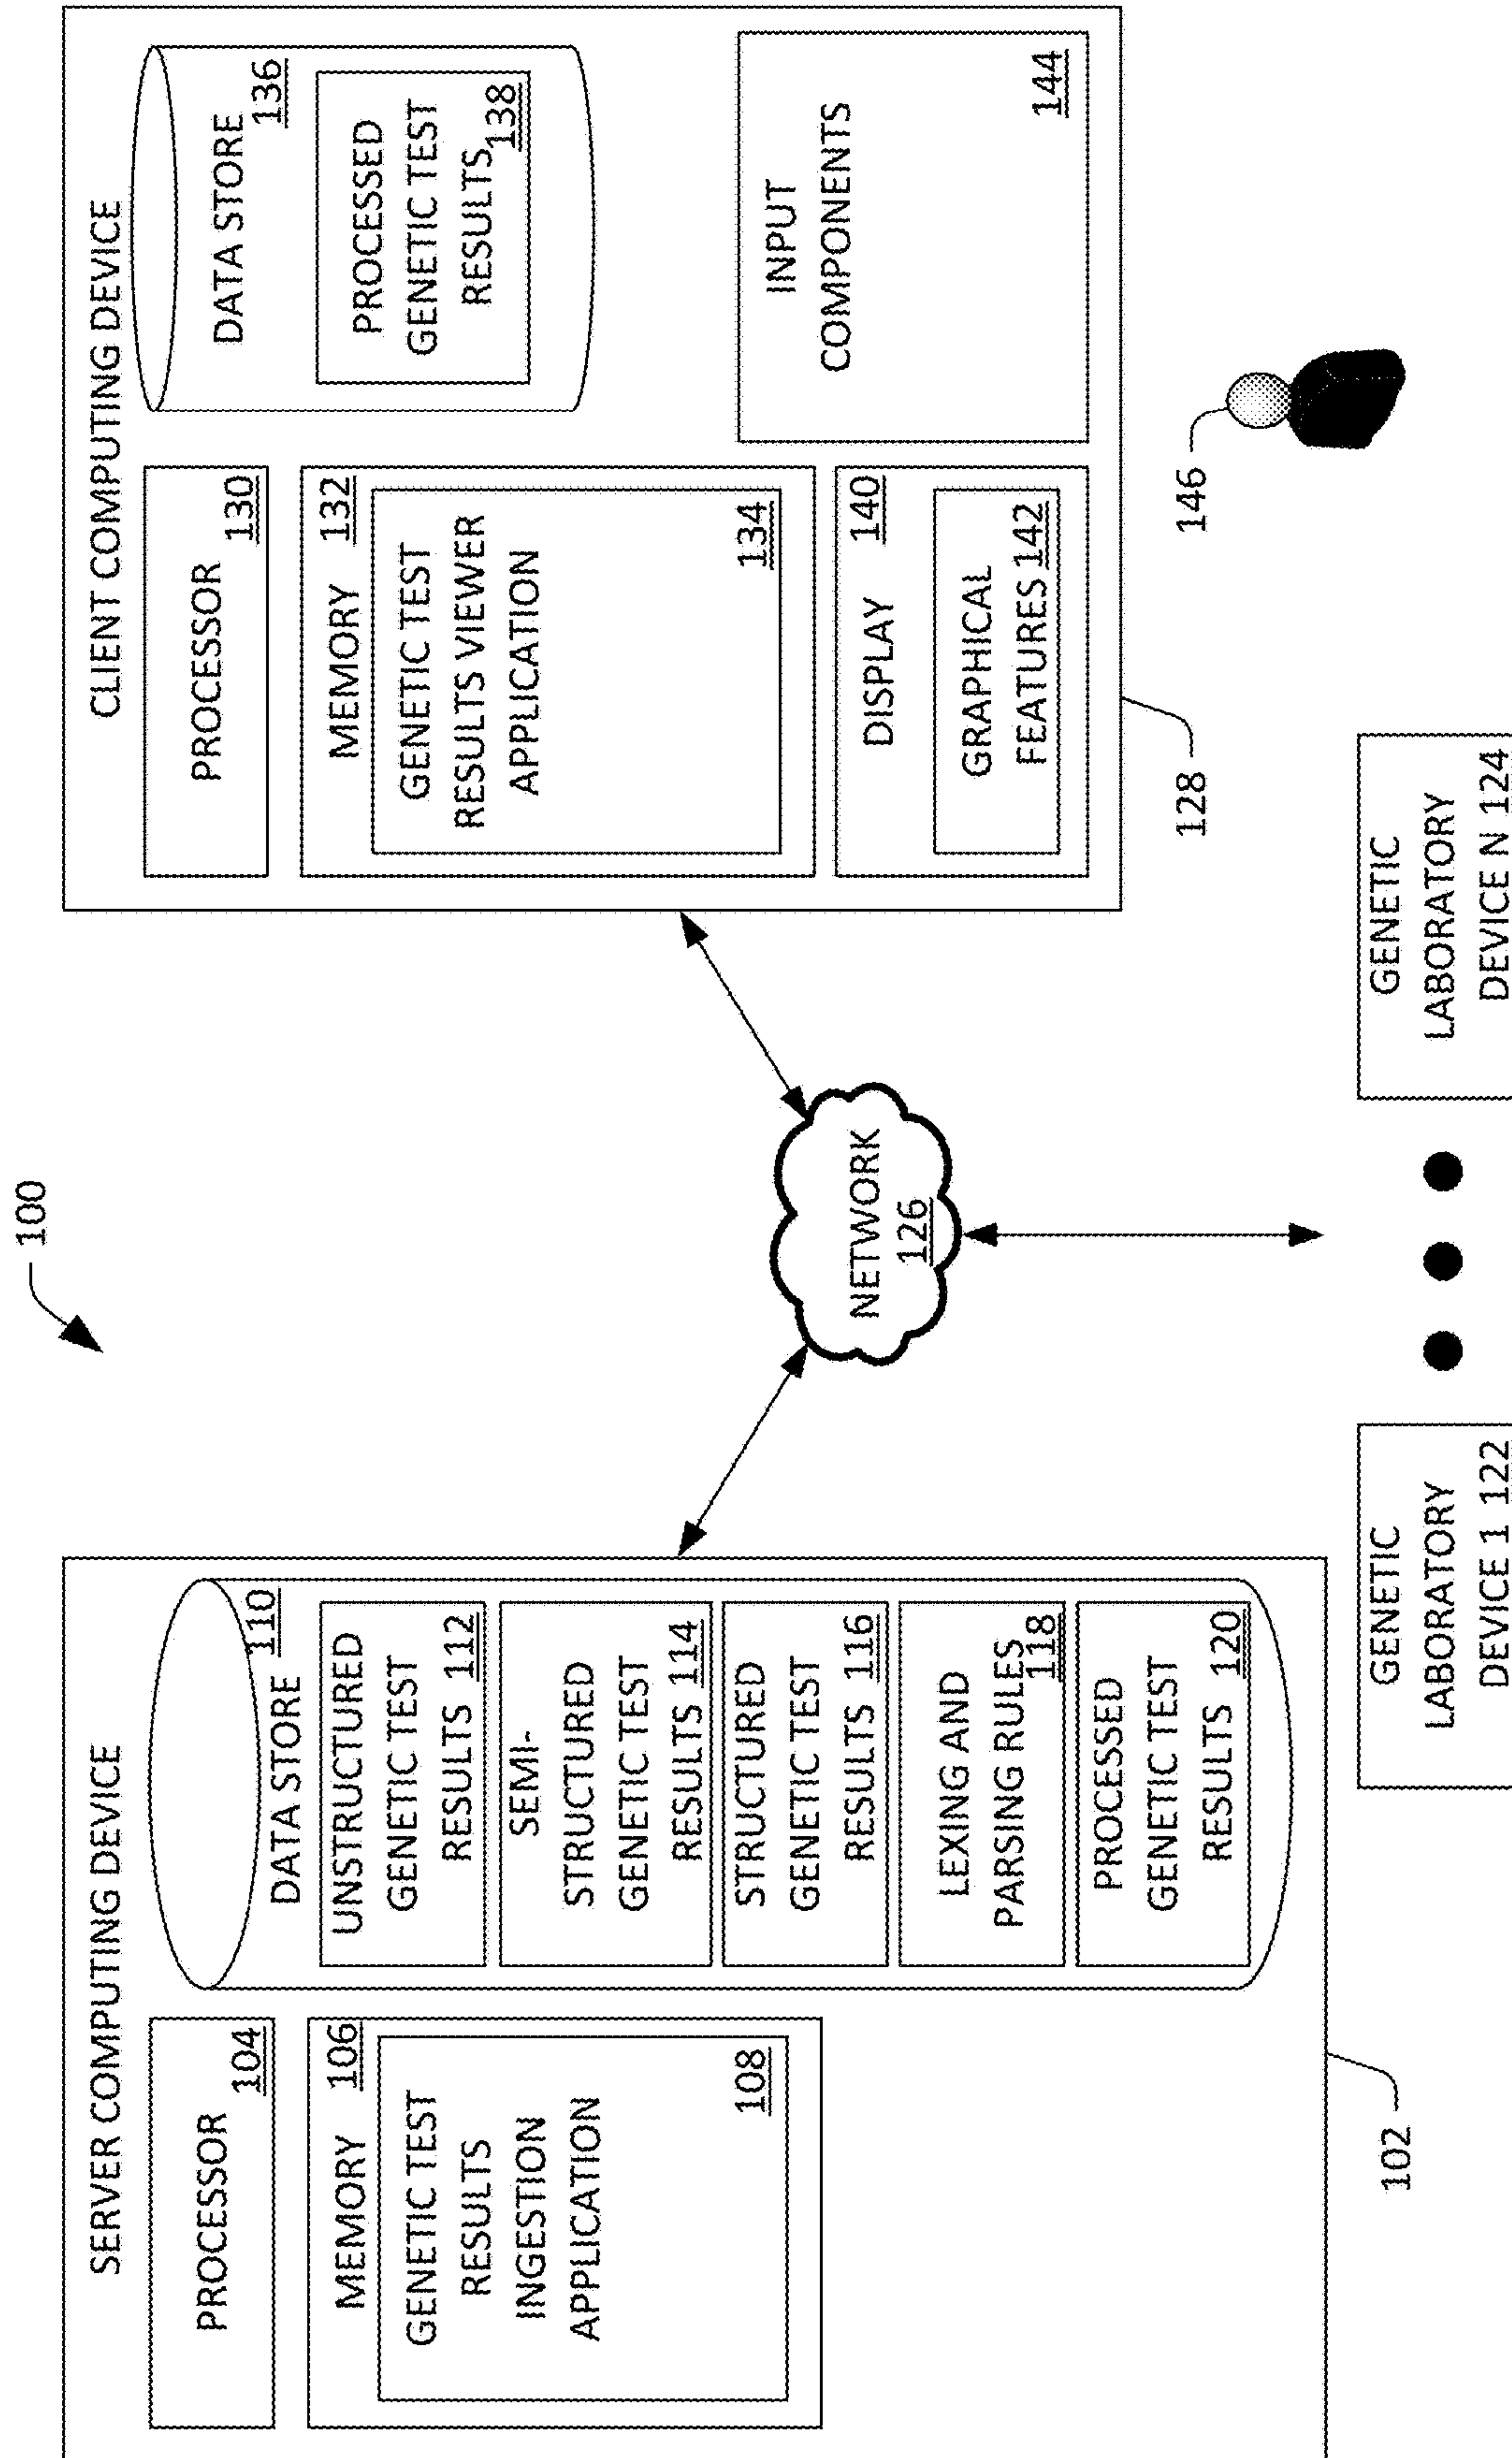 100
SERVER COMPUTING DEVICE
PROCESSOR
104
MEMORY 106
GENETIC TEST
RESULTS
INGESTION
APPLICATION
108
DATA STORE
110
UNSTRUCTURED
GENETIC TEST
RESULTS 112
SEMI-
STRUCTURED
GENETIC TEST
RESULTS 114
STRUCTURED
GENETIC TEST
RESULTS 116
LEXING AND
PARSING RULES
118
PROCESSED
GENETIC TEST
RESULTS 120
102
NETWORK
126
CLIENT COMPUTING DEVICE
PROCESSOR
130
MEMORY 132
GENETIC TEST
RESULTS VIEWER
APPLICATION
134
DISPLAY 140
GRAPHICAL
FEATURES 142
DATA STORE
136
PROCESSED
GENETIC TEST
RESULTS
138
INPUT
COMPONENTS
144
128
146
GENETIC
LABORATORY
DEVICE 1 122
GENETIC
LABORATORY
DEVICE N 124